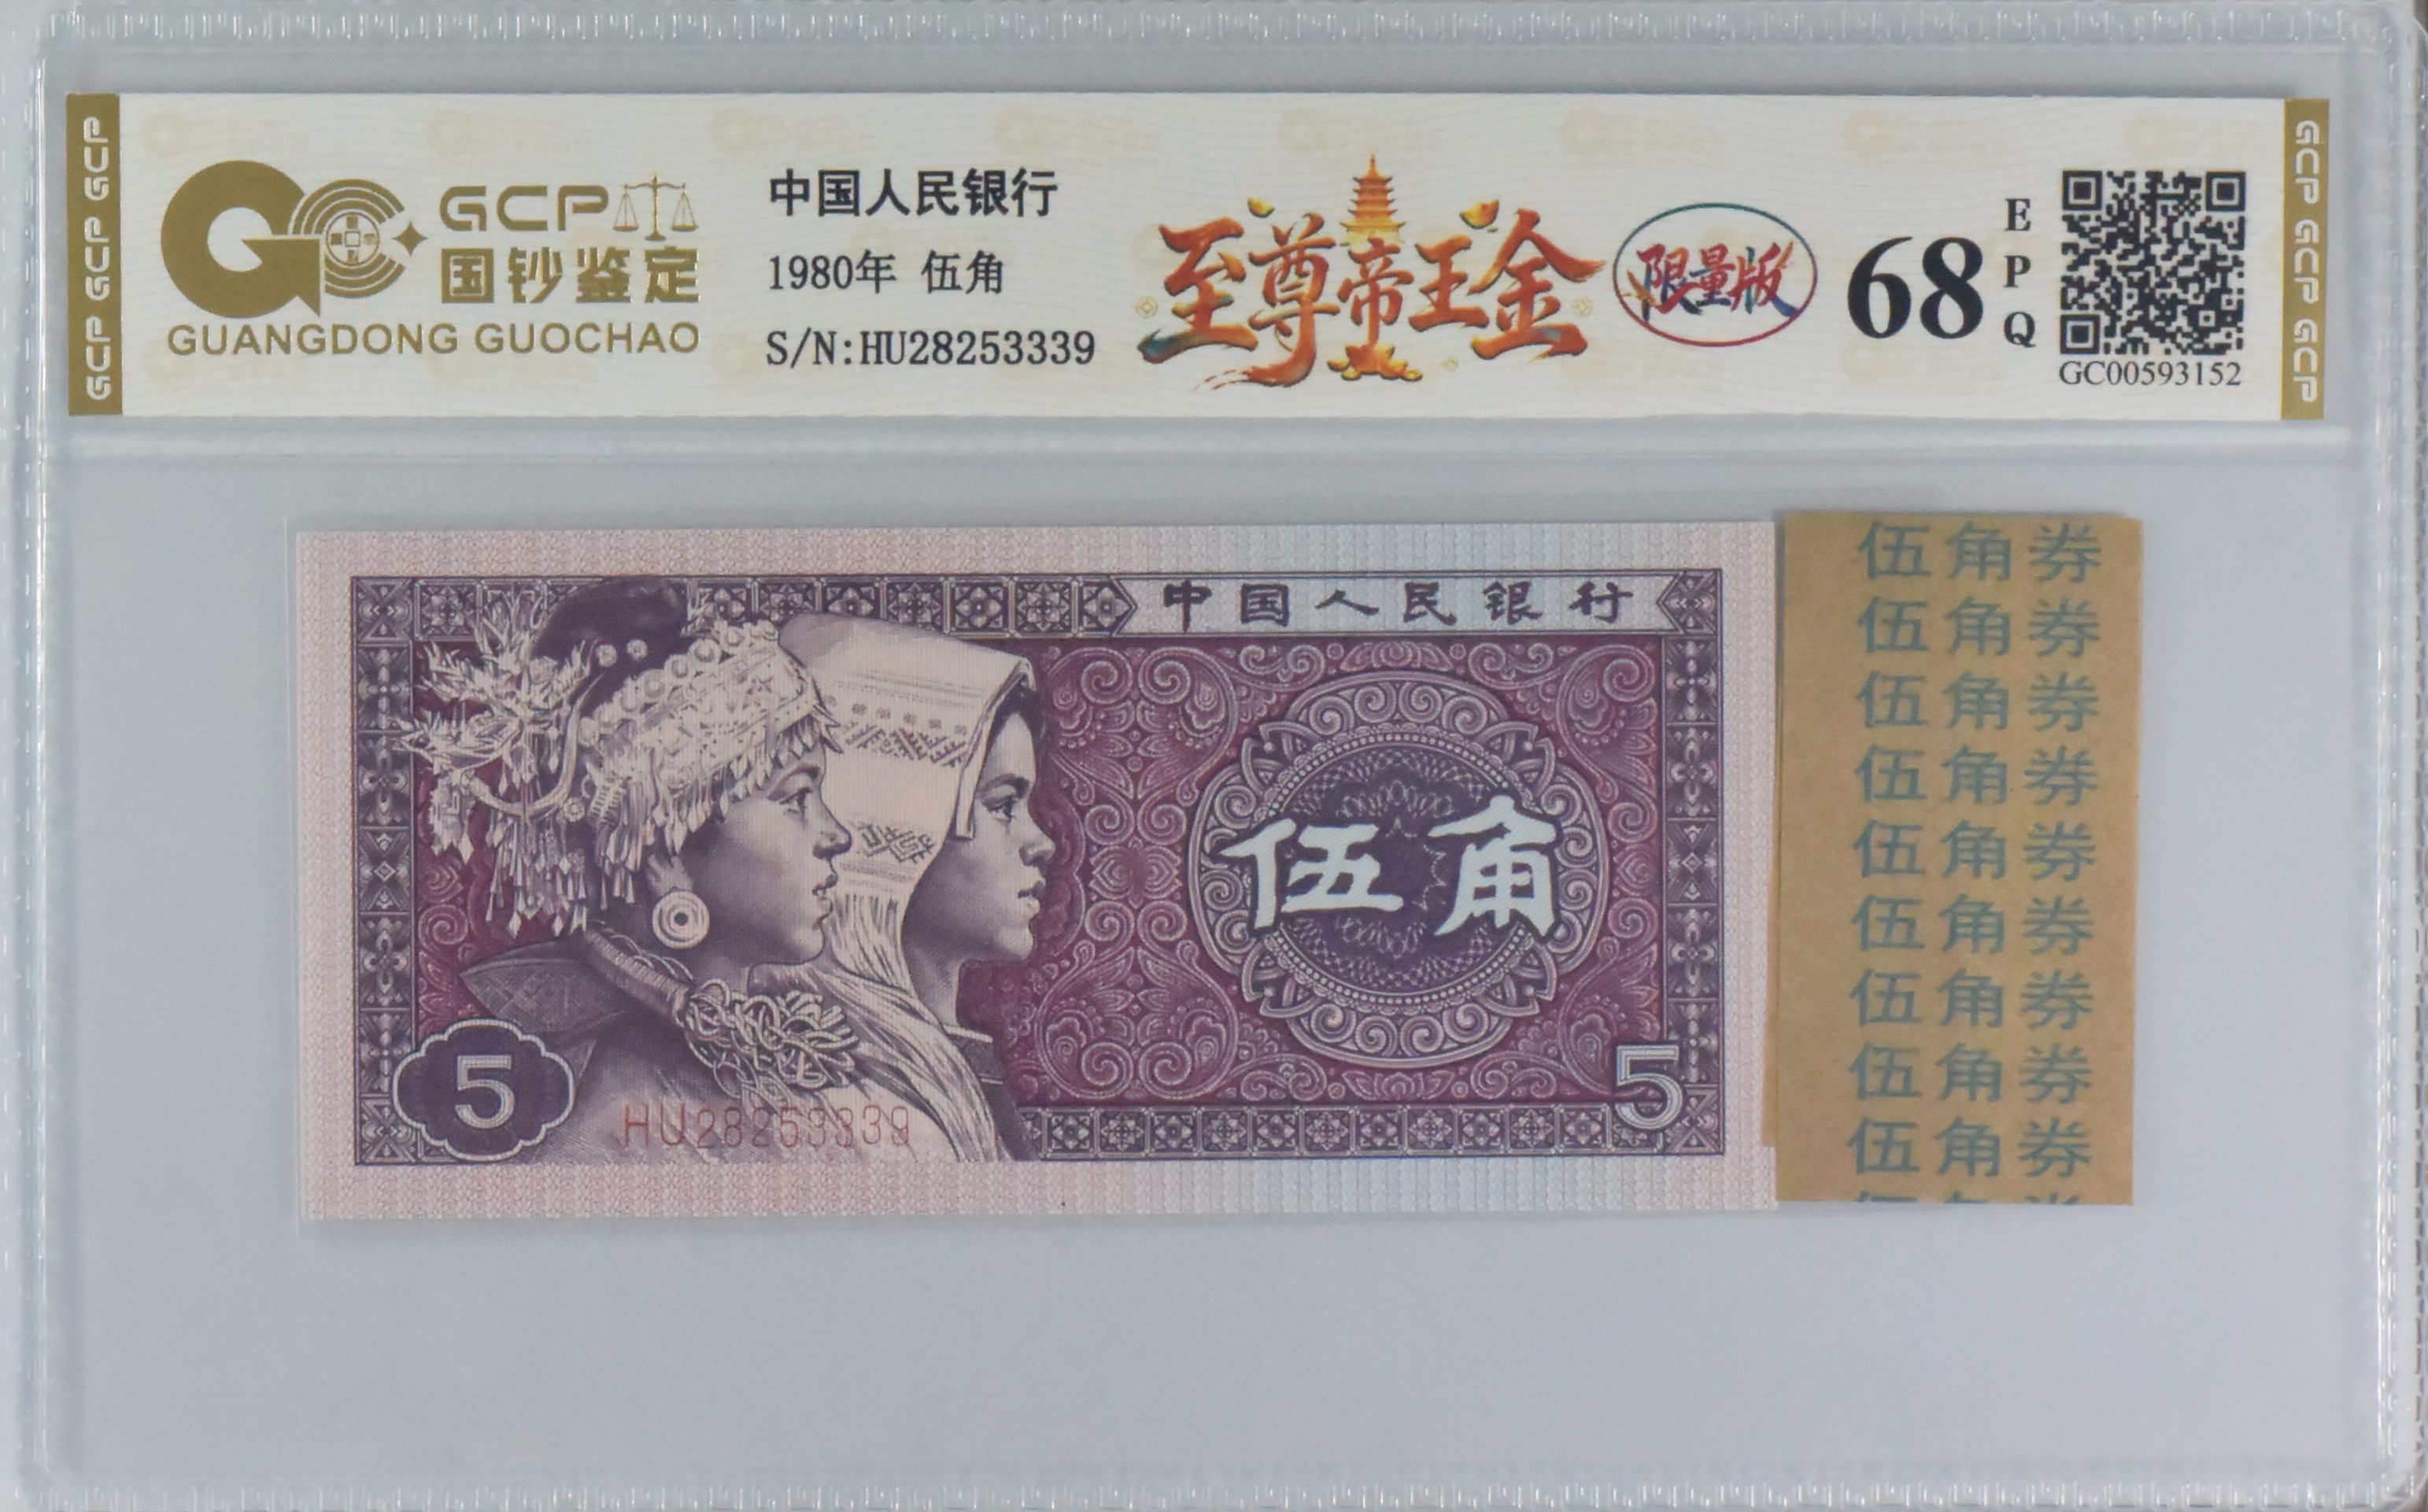 GCP GCP GCP
GCP
国钞鉴定
GUANGDONG GUOCHAO
中国人民银行
1980年 伍角
S/N:HU28253339
至尊帝王金
限量版
68
E
P
Q
GC00593152
GCP GCP GCP
中国人民银行
伍角
5
5
HU28253339
伍角券
伍角券
伍角券
伍角券
伍角券
伍角券
伍角券
伍角券
伍角券